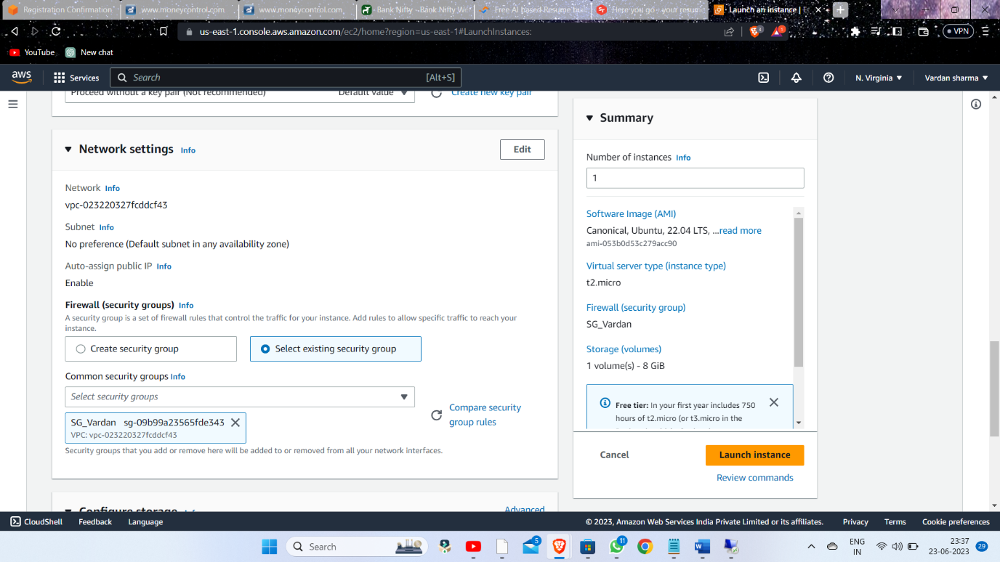 Registration Confirmation
www.moneycontrol.com
www.moneycontrol.com
Bank Nifty
Free AI based Resume bu
Here you go - your resume
Launch an instance | E
us-east-1.console.aws.amazon.com/ec2/home?region=us-east-1#LaunchInstances:
3
1
VPN
YouTube
New chat
aws
Services
Search
[Alt+S]
N. Virginia
Vardan sharma
Proceed without a key pair (Not recommended)
Default value
Create new key pair
Network settings Info
Edit
Network Info
vpc-023220327fcddcf43
Subnet Info
No preference (Default subnet in any availability zone)
Auto-assign public IP Info
Enable
Firewall (security groups) Info
A security group is a set of firewall rules that control the traffic for your instance. Add rules to allow specific traffic to reach your
instance.
Create security group
Select existing security group
Common security groups Info
Select security groups
Compare security
group rules
SG_Vardan sg-09b99a23565fde343
VPC: vpc-023220327fcddcf43
Security groups that you add or remove here will be added to or removed from all your network interfaces.
Configure storage
Advanced
Summary
Number of instances Info
1
Software Image (AMI)
Canonical, Ubuntu, 22.04 LTS, ...read more
ami-053b0d53c279acc90
Virtual server type (instance type)
t2.micro
Firewall (security group)
SG_Vardan
Storage (volumes)
1 volume(s) - 8 GiB
Free tier: In your first year includes 750
hours of t2.micro (or t3.micro in the
Cancel
Launch instance
Review commands
CloudShell
Feedback
Language
© 2023, Amazon Web Services India Private Limited or its affiliates.
Privacy
Terms
Cookie preferences
Search
5
11
W
ENG
IN
23:37
23-06-2023
29